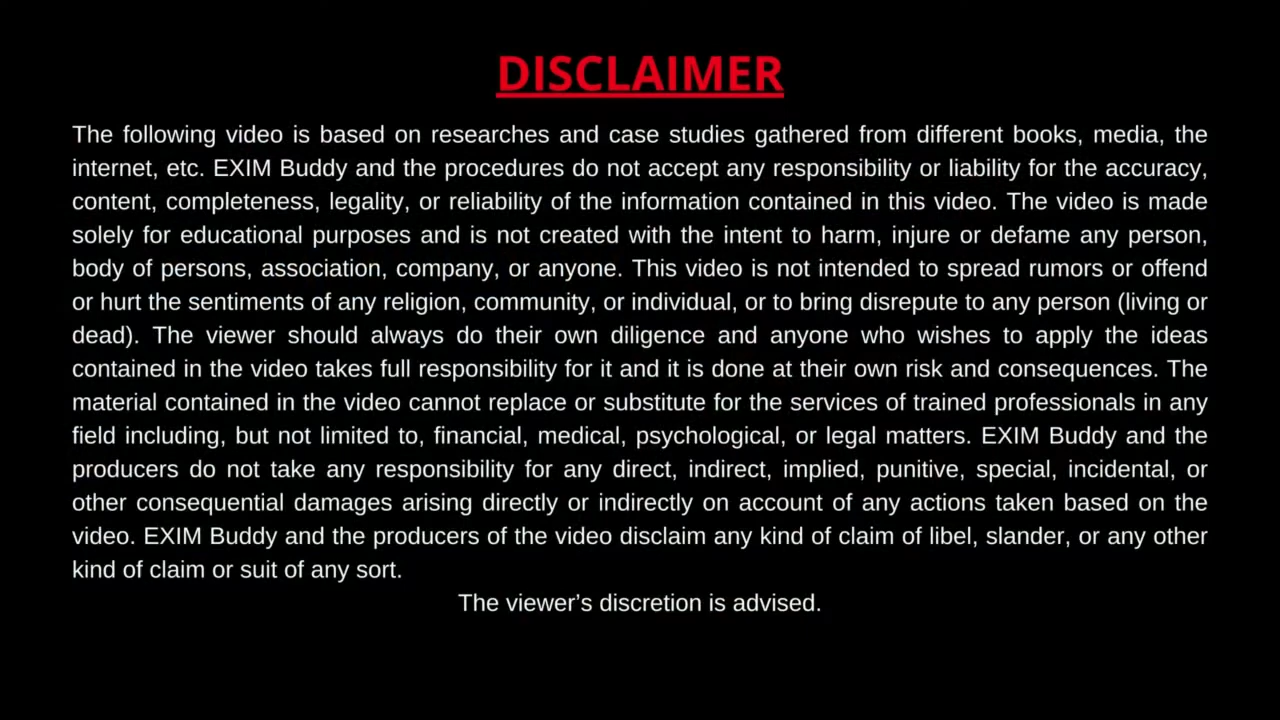 DISCLAIMER
The following video is based on researches and case studies gathered from different books, media, the
internet, etc. EXIM Buddy and the procedures do not accept any responsibility or liability for the accuracy,
content, completeness, legality, or reliability of the information contained in this video. The video is made
solely for educational purposes and is not created with the intent to harm, injure or defame any person,
body of persons, association, company, or anyone. This video is not intended to spread rumors or offend
or hurt the sentiments of any religion, community, or individual, or to bring disrepute to any person (living or
dead). The viewer should always do their own diligence and anyone who wishes to apply the ideas
contained in the video takes full responsibility for it and it is done at their own risk and consequences. The
material contained in the video cannot replace or substitute for the services of trained professionals in any
field including, but not limited to, financial, medical, psychological, or legal matters. EXIM Buddy and the
producers do not take any responsibility for any direct, indirect, implied, punitive, special, incidental, or
other consequential damages arising directly or indirectly on account of any actions taken based on the
video. EXIM Buddy and the producers of the video disclaim any kind of claim of libel, slander, or any other
kind of claim or suit of any sort.
The viewer’s discretion is advised.